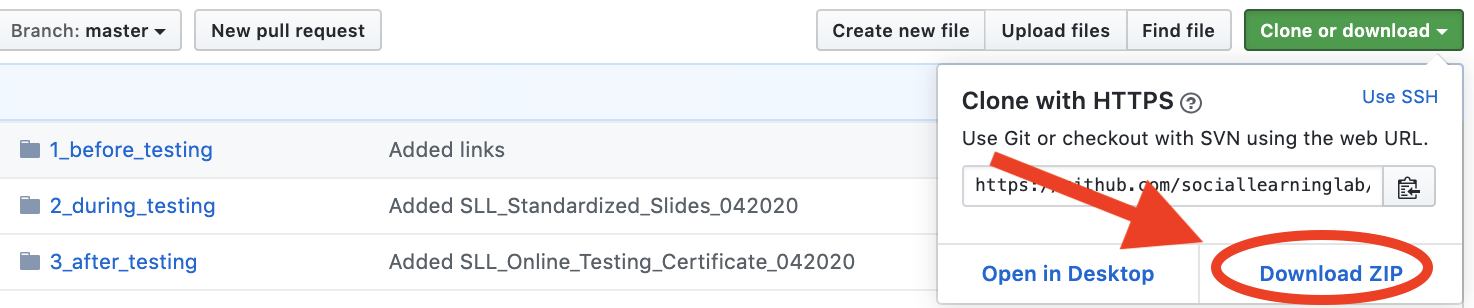 Branch: master New pull request Create new file Upload files Find file Clone or download
Clone with HTTPS ? Use SSH
Use Git or checkout with SVN using the web URL.
1_before_testing Added links
https://github.com/sociallearninglab/
2_during_testing Added SLL_Standardized_Slides_042020
3_after_testing Added SLL_Online_Testing_Certificate_042020
Open in Desktop Download ZIP